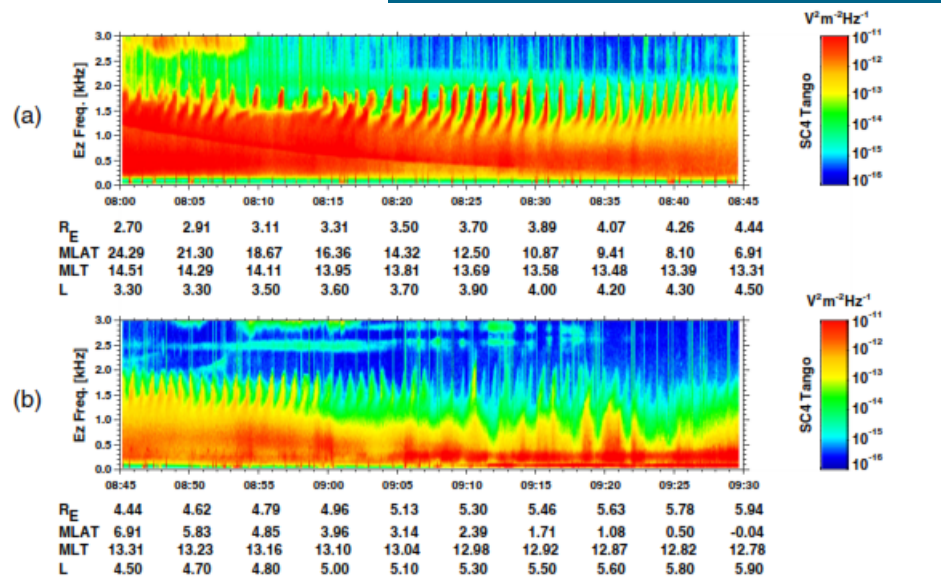 V²m⁻²Hz⁻¹
(a)
Ez Freq. [kHz]
3.0
2.5
2.0
1.5
1.0
0.5
0.0
10⁻¹¹
10⁻¹²
10⁻¹³
10⁻¹⁴
10⁻¹⁵
10⁻¹⁶
SC4 Tango
08:00 08:05 08:10 08:15 08:20 08:25 08:30 08:35 08:40 08:45
R_E 2.70 2.91 3.11 3.31 3.50 3.70 3.89 4.07 4.26 4.44
MLAT 24.29 21.30 18.67 16.36 14.32 12.50 10.87 9.41 8.10 6.91
MLT 14.51 14.29 14.11 13.95 13.81 13.69 13.58 13.48 13.39 13.31
L 3.30 3.30 3.50 3.60 3.70 3.90 4.00 4.20 4.30 4.50
V²m⁻²Hz⁻¹
(b)
Ez Freq. [kHz]
3.0
2.5
2.0
1.5
1.0
0.5
0.0
10⁻¹¹
10⁻¹²
10⁻¹³
10⁻¹⁴
10⁻¹⁵
10⁻¹⁶
SC4 Tango
08:45 08:50 08:55 09:00 09:05 09:10 09:15 09:20 09:25 09:30
R_E 4.44 4.62 4.79 4.96 5.13 5.30 5.46 5.63 5.78 5.94
MLAT 6.91 5.83 4.85 3.96 3.14 2.39 1.71 1.08 0.50 -0.04
MLT 13.31 13.23 13.16 13.10 13.04 12.98 12.92 12.87 12.82 12.78
L 4.50 4.70 4.80 5.00 5.10 5.30 5.50 5.60 5.80 5.90